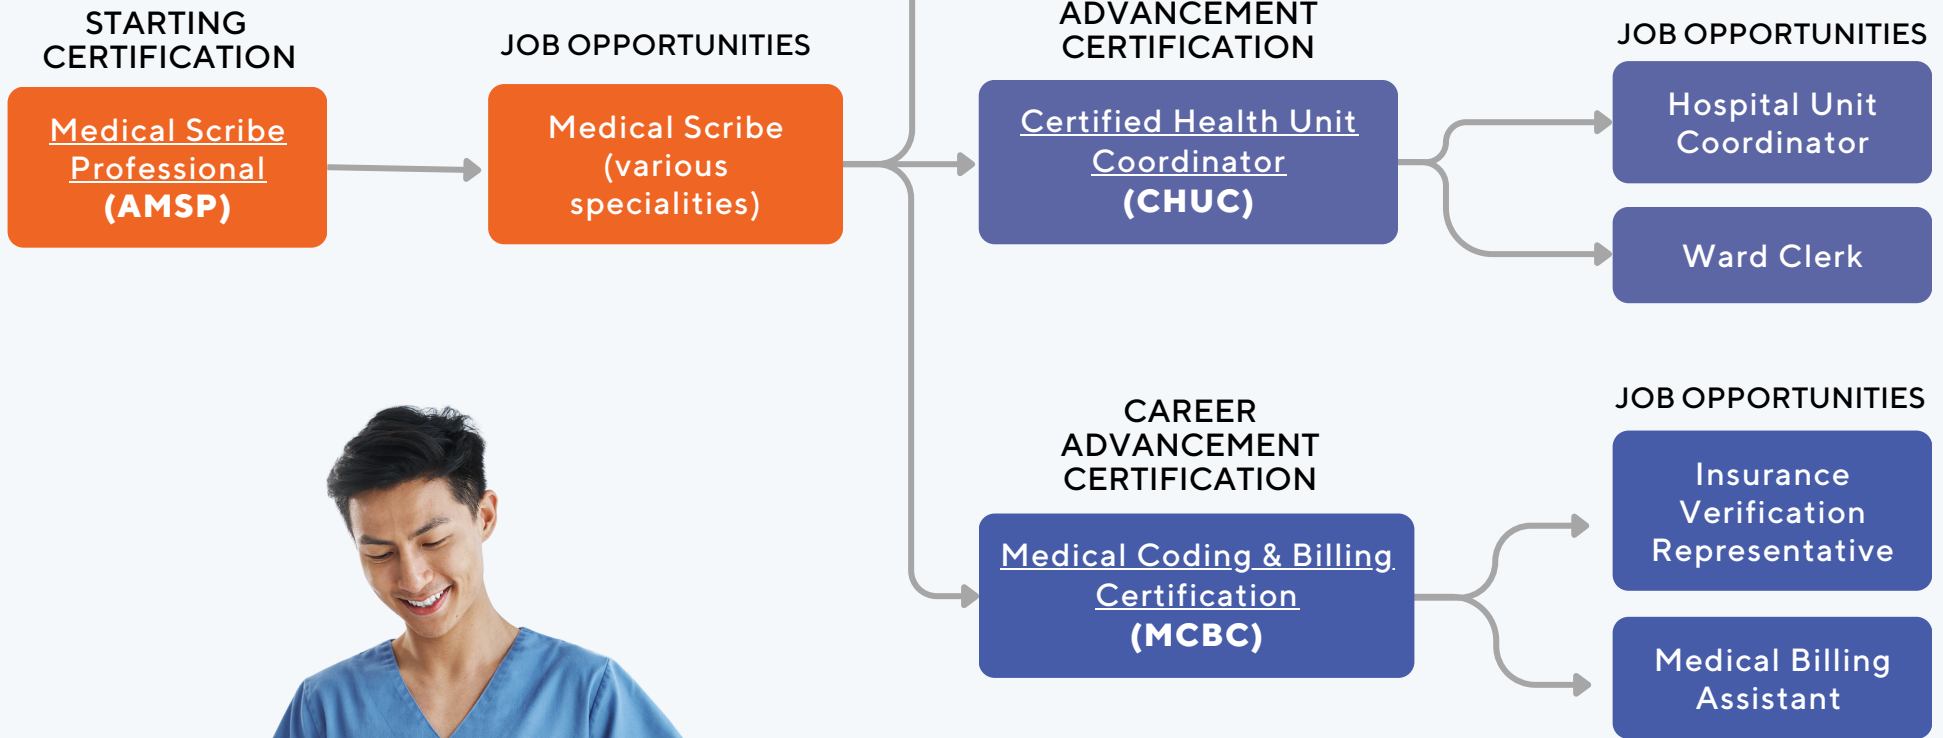 STARTING
CERTIFICATION
Medical Scribe
Professional
(AMSP)
JOB OPPORTUNITIES
Medical Scribe
(various
specialities)
ADVANCEMENT
CERTIFICATION
Certified Health Unit
Coordinator
(CHUC)
JOB OPPORTUNITIES
Hospital Unit
Coordinator
Ward Clerk
CAREER
ADVANCEMENT
CERTIFICATION
Medical Coding & Billing
Certification
(MCBC)
JOB OPPORTUNITIES
Insurance
Verification
Representative
Medical Billing
Assistant